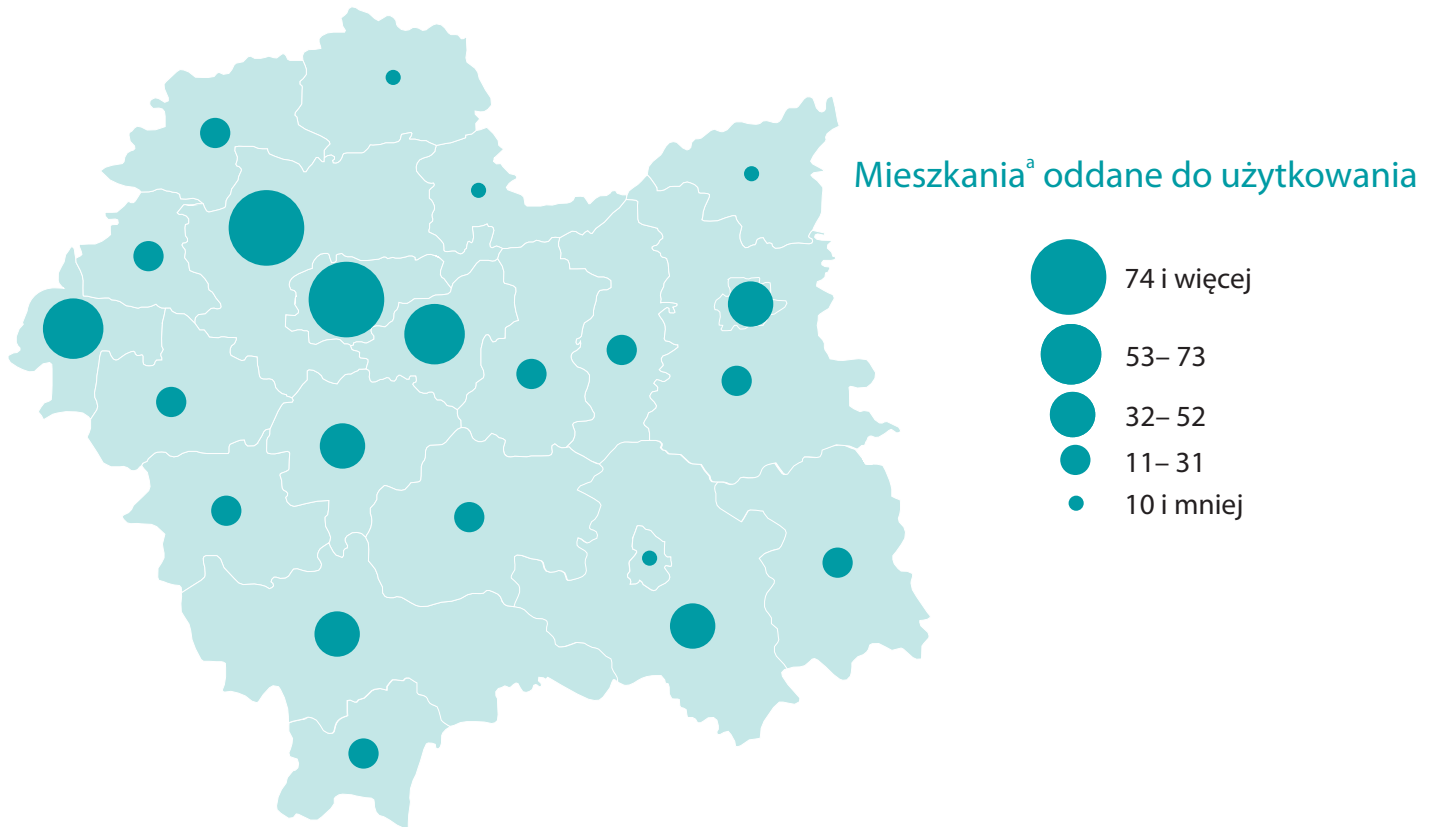 Mieszkaniaᵃ oddane do użytkowania
74 i więcej
53– 73
32– 52
11– 31
10 i mniej